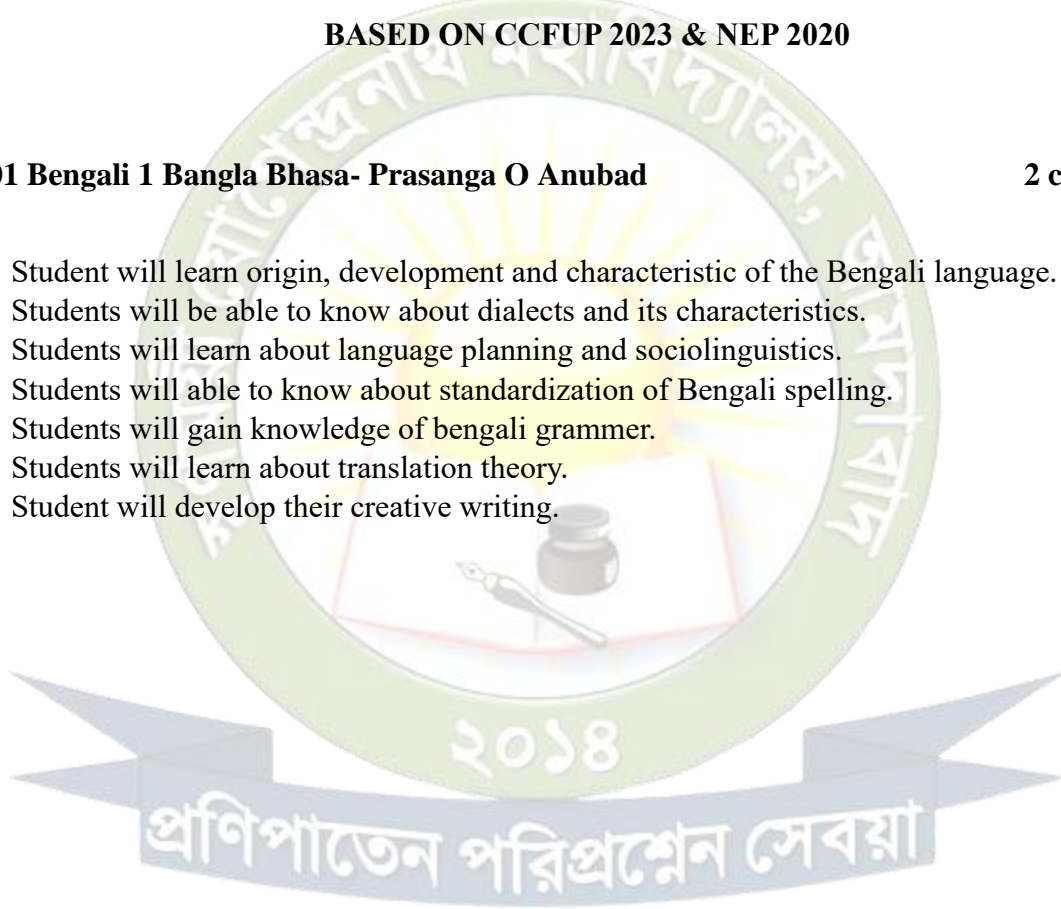 BASED ON CCFUP 2023 & NEP 2020
01 Bengali 1 Bangla Bhasa- Prasanga O Anubad 2 c
Student will learn origin, development and characteristic of the Bengali language.
Students will be able to know about dialects and its characteristics.
Students will learn about language planning and sociolinguistics.
Students will able to know about standardization of Bengali spelling.
Students will gain knowledge of bengali grammer.
Students will learn about translation theory.
Student will develop their creative writing.
মহাবিদ্যালয়,
২০১৪
প্রণিপাতেন পরিপ্রশ্নেন সেবয়া